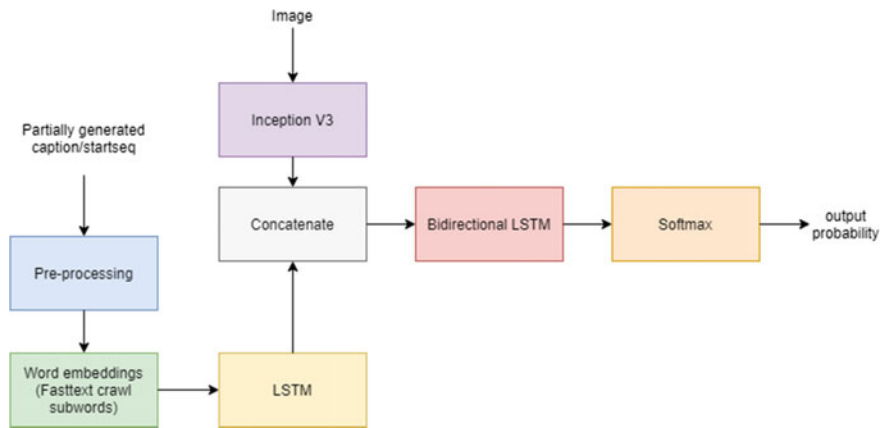 Image
Inception V3
Partially generated
caption/startseq
Concatenate
Bidirectional LSTM
Softmax
output
probability
Pre-processing
Word embeddings
(Fasttext crawl
subwords)
LSTM